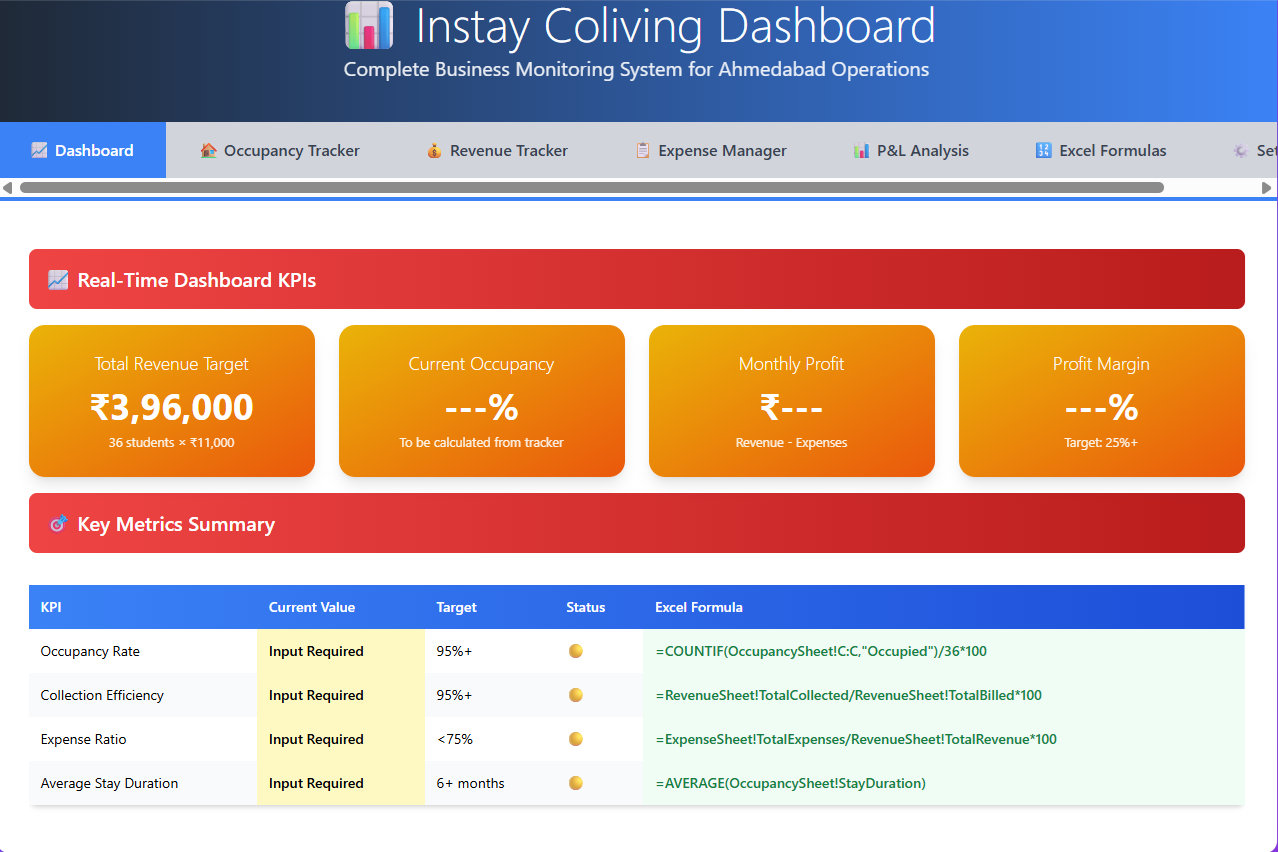 Instay Coliving Dashboard
Complete Business Monitoring System for Ahmedabad Operations
Dashboard Occupancy Tracker Revenue Tracker Expense Manager P&L Analysis Excel Formulas Set
Real-Time Dashboard KPIs
Total Revenue Target
₹3,96,000
36 students × ₹11,000
Current Occupancy
---%
To be calculated from tracker
Monthly Profit
₹---
Revenue - Expenses
Profit Margin
---%
Target: 25%+
Key Metrics Summary
KPI Current Value Target Status Excel Formula
Occupancy Rate Input Required 95%+ =COUNTIF(OccupancySheet!C:C,"Occupied")/36*100
Collection Efficiency Input Required 95%+ =RevenueSheet!TotalCollected/RevenueSheet!TotalBilled*100
Expense Ratio Input Required <75% =ExpenseSheet!TotalExpenses/RevenueSheet!TotalRevenue*100
Average Stay Duration Input Required 6+ months =AVERAGE(OccupancySheet!StayDuration)